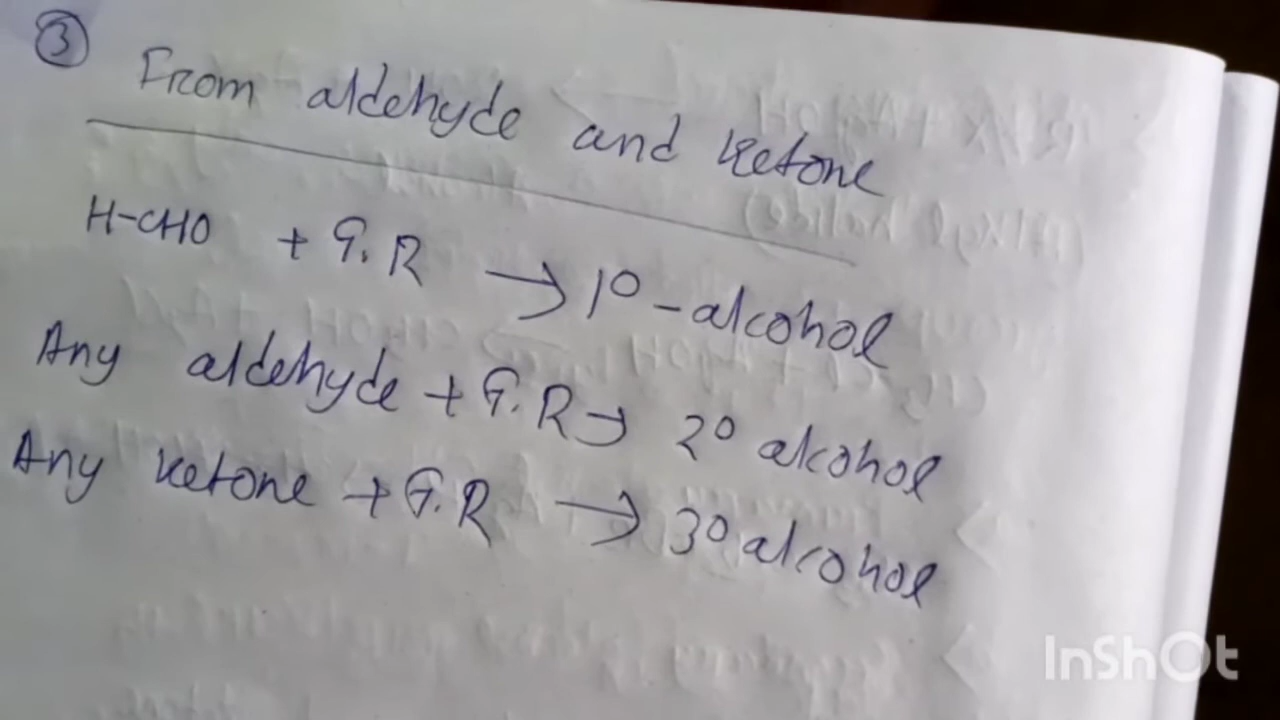 ③
From aldehyde and ketone
H-CHO + G.R → 1° - alcohol
Any aldehyde + G.R → 2° alcohol
Any ketone + G.R → 3° alcohol
InShOt